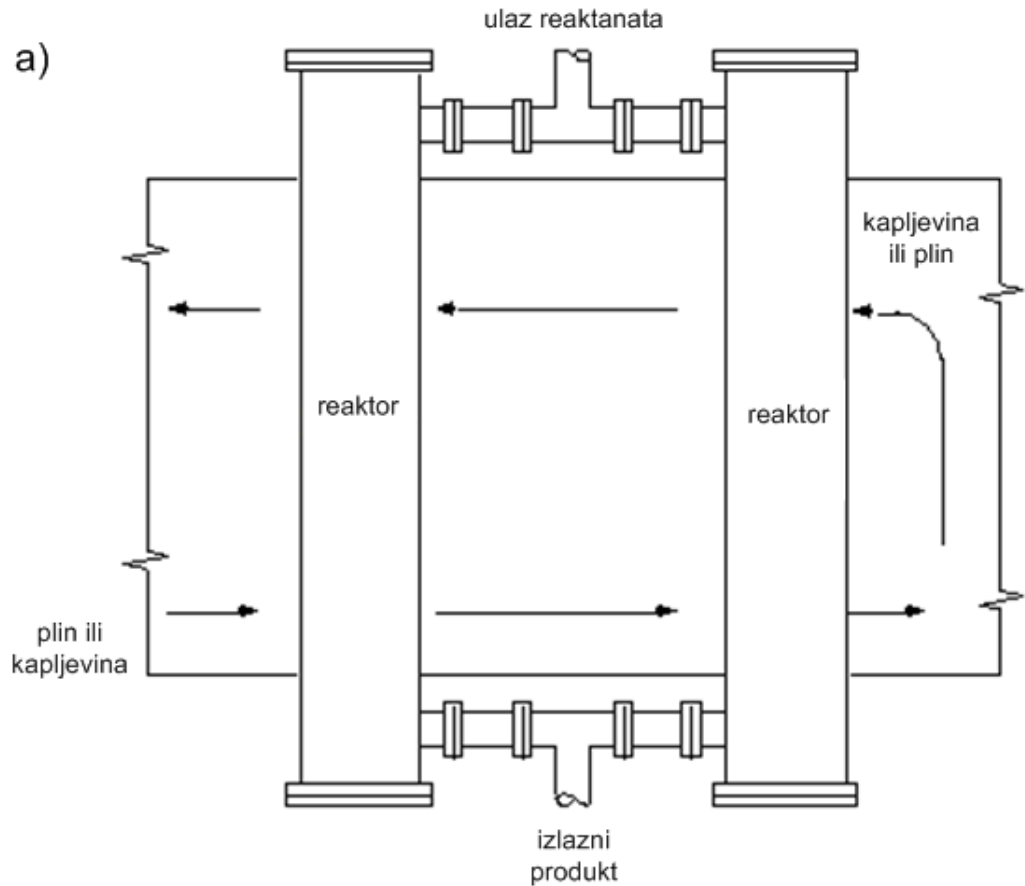 a)
ulaz reaktanata
kapljevina
ili plin
reaktor
reaktor
plin ili
kapljevina
izlazni
produkt